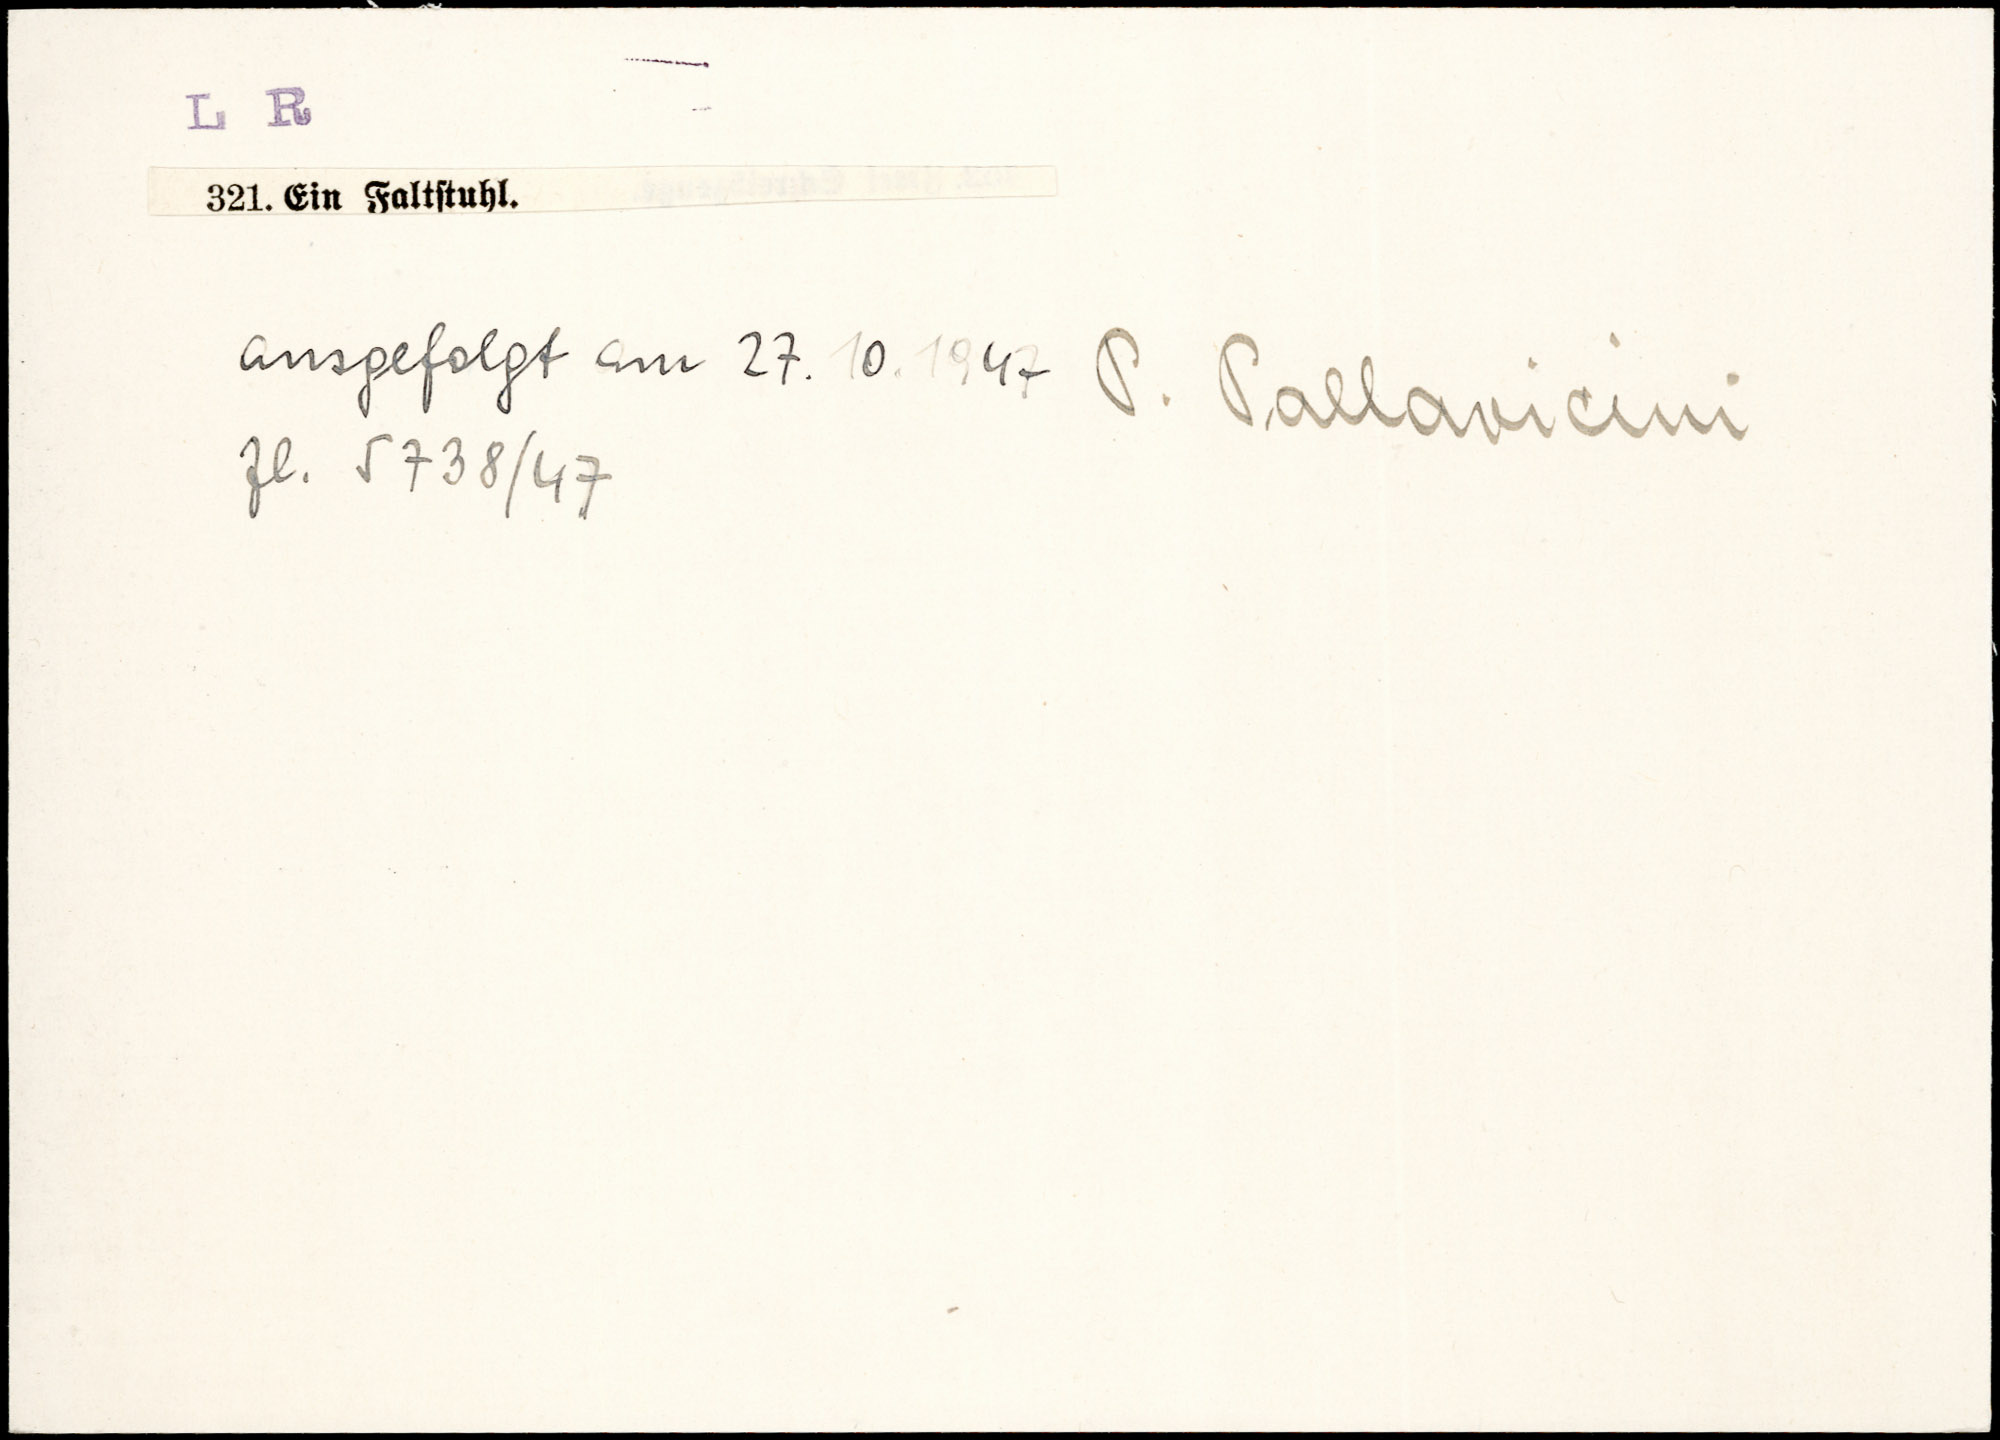 L R
321. Ein Faltstuhl.
ausgefolgt am 27. 10. 1947 P. Pallavicini
Zl. 5738/47